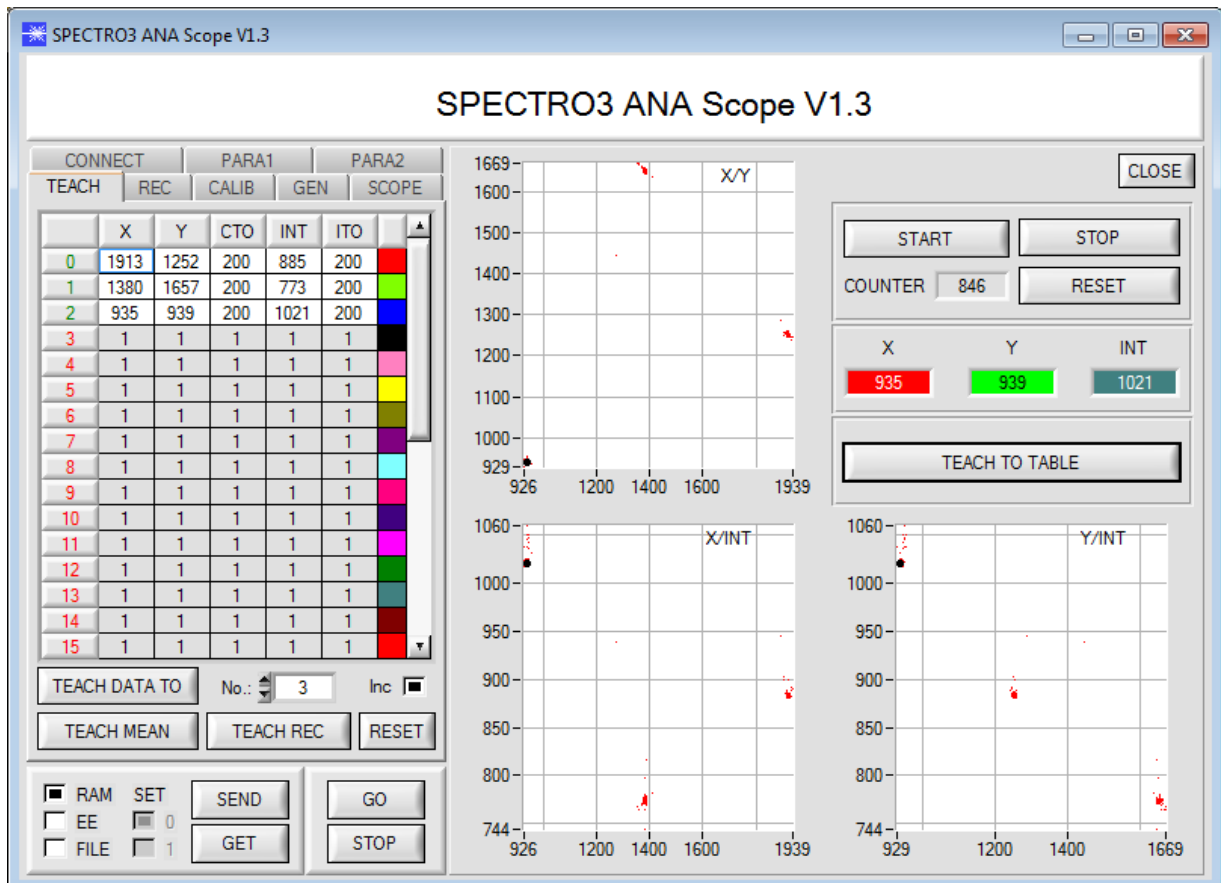 SPECTRO3 ANA Scope V1.3
SPECTRO3 ANA Scope V1.3
CONNECT PARA1 PARA2
TEACH REC CALIB GEN SCOPE
X Y CTO INT ITO
0 1913 1252 200 885 200
1 1380 1657 200 773 200
2 935 939 200 1021 200
3 1 1 1 1 1
4 1 1 1 1 1
5 1 1 1 1 1
6 1 1 1 1 1
7 1 1 1 1 1
8 1 1 1 1 1
9 1 1 1 1 1
10 1 1 1 1 1
11 1 1 1 1 1
12 1 1 1 1 1
13 1 1 1 1 1
14 1 1 1 1 1
15 1 1 1 1 1
TEACH DATA TO No.: 3 Inc
TEACH MEAN TEACH REC RESET
RAM SET SEND GO
EE 0
FILE 1 GET STOP
X/Y
1669
1600
1500
1400
1300
1200
1100
1000
929
926 1200 1400 1600 1939
CLOSE
START STOP
COUNTER 846 RESET
X Y INT
935 939 1021
TEACH TO TABLE
X/INT
1060
1000
950
900
850
800
744
926 1200 1400 1600 1939
Y/INT
1060
1000
950
900
850
800
744
929 1200 1400 1669